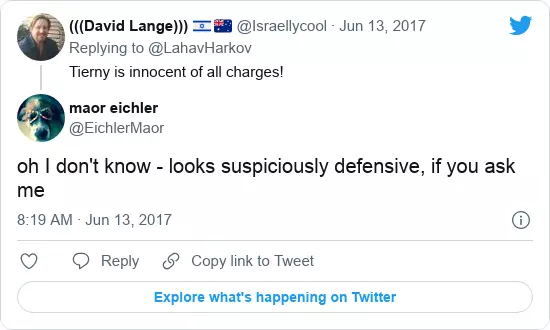 (((David Lange))) 🇮🇱🇦🇺 @Israellycool · Jun 13, 2017
Replying to @LahavHarkov
Tierny is innocent of all charges!
maor eichler
@EichlerMaor
oh I don't know - looks suspiciously defensive, if you ask
me
8:19 AM · Jun 13, 2017
Reply
Copy link to Tweet
Explore what's happening on Twitter